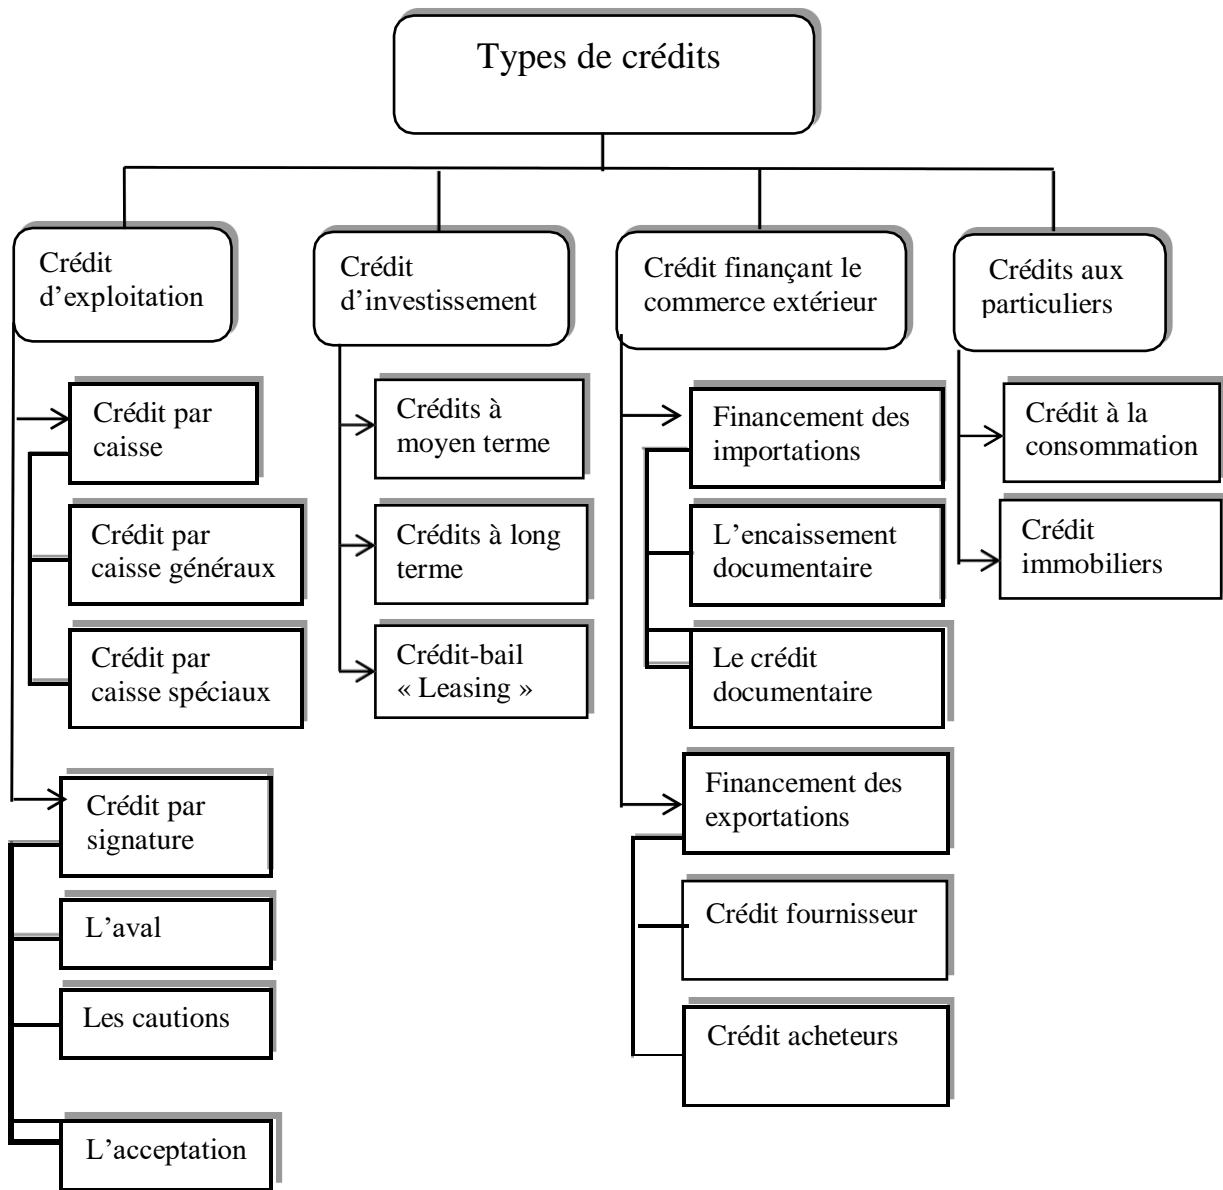 Types de crédits
Crédit
d’exploitation
Crédit par
caisse
Crédit par
caisse généraux
Crédit par
caisse spéciaux
Crédit par
signature
L’aval
Les cautions
L’acceptation
Crédit
d’investissement
Crédits à
moyen terme
Crédits à long
terme
Crédit-bail
« Leasing »
Crédit finançant le
commerce extérieur
Financement des
importations
L’encaissement
documentaire
Le crédit
documentaire
Financement des
exportations
Crédit fournisseur
Crédit acheteurs
Crédits aux
particuliers
Crédit à la
consommation
Crédit
immobiliers